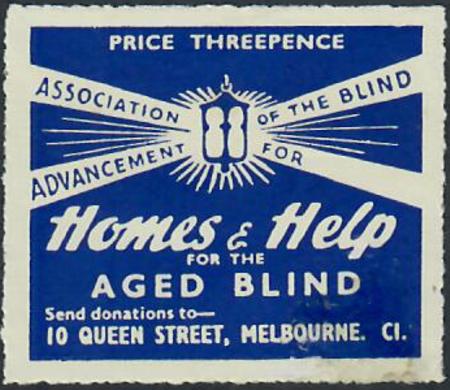 PRICE THREEPENCE
ASSOCIATION OF THE BLIND
ADVANCEMENT FOR
Homes & Help
FOR THE
AGED BLIND
Send donations to—
10 QUEEN STREET, MELBOURNE. C1.